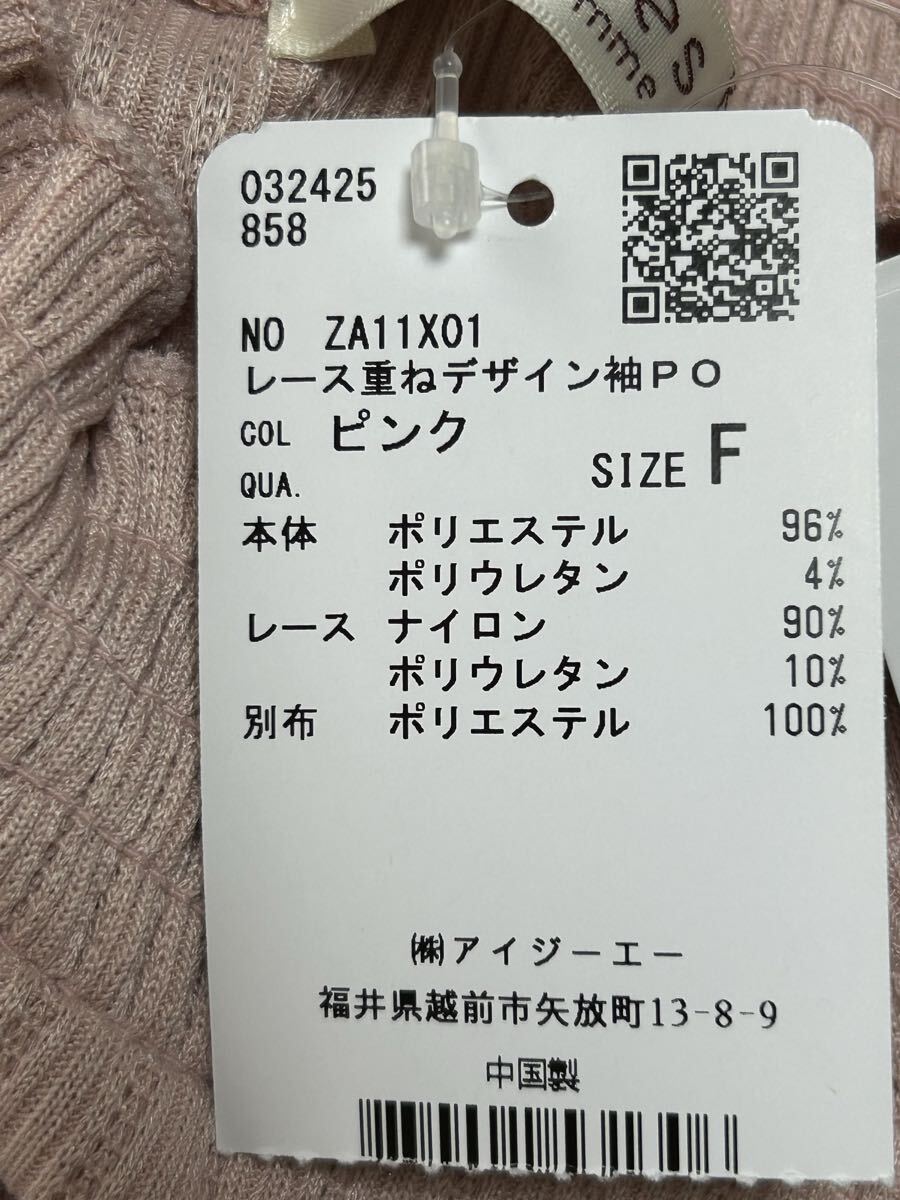 mme
032425
858
NO ZA11X01
レース重ねデザイン袖PO
COL ピンク
SIZE F
QUA.
本体 ポリエステル 96%
ポリウレタン 4%
レース ナイロン 90%
ポリウレタン 10%
別布 ポリエステル 100%
㈱アイジーエー
福井県越前市矢放町13-8-9
中国製